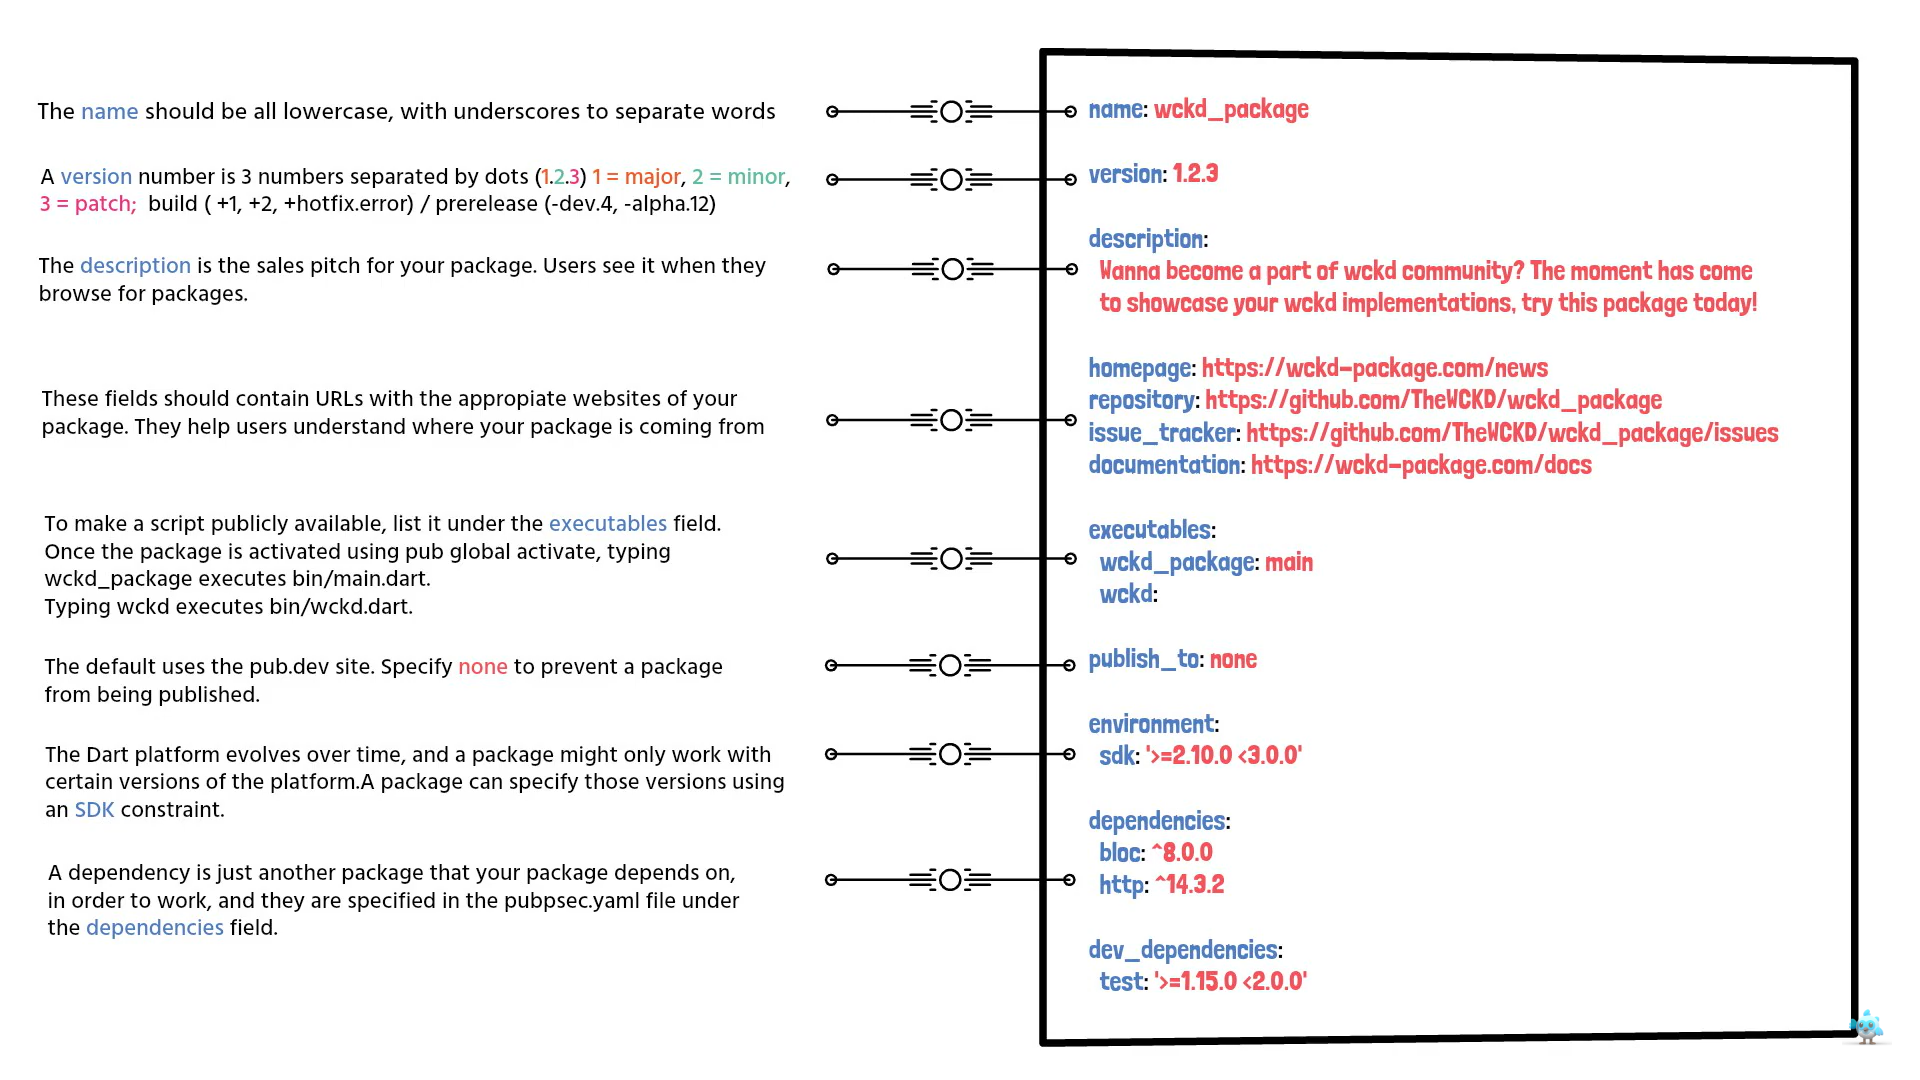 The name should be all lowercase, with underscores to separate words
A version number is 3 numbers separated by dots (1.2.3) 1 = major, 2 = minor,
3 = patch;  build ( +1, +2, +hotfix.error) / prerelease (-dev.4, -alpha.12)
The description is the sales pitch for your package. Users see it when they
browse for packages.
These fields should contain URLs with the appropiate websites of your
package. They help users understand where your package is coming from
To make a script publicly available, list it under the executables field.
Once the package is activated using pub global activate, typing
wckd_package executes bin/main.dart.
Typing wckd executes bin/wckd.dart.
The default uses the pub.dev site. Specify none to prevent a package
from being published.
The Dart platform evolves over time, and a package might only work with
certain versions of the platform.A package can specify those versions using
an SDK constraint.
A dependency is just another package that your package depends on,
in order to work, and they are specified in the pubpsec.yaml file under
the dependencies field.
name: wckd_package
version: 1.2.3
description:
Wanna become a part of wckd community? The moment has come
to showcase your wckd implementations, try this package today!
homepage: https://wckd-package.com/news
repository: https://github.com/TheWCKD/wckd_package
issue_tracker: https://github.com/TheWCKD/wckd_package/issues
documentation: https://wckd-package.com/docs
executables:
wckd_package: main
wckd:
publish_to: none
environment:
sdk: '>=2.10.0 <3.0.0'
dependencies:
bloc: ^8.0.0
http: ^14.3.2
dev_dependencies:
test: '>=1.15.0 <2.0.0'